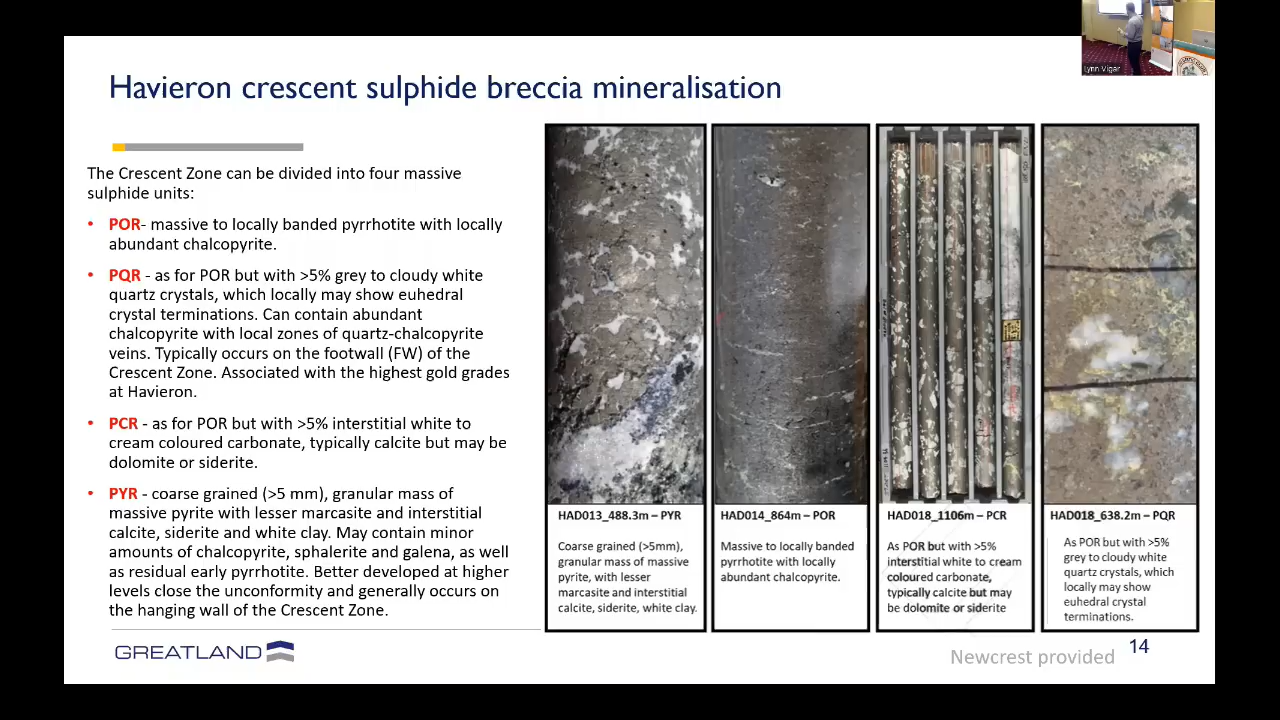 Lynn Vigar
Havieron crescent sulphide breccia mineralisation
The Crescent Zone can be divided into four massive
sulphide units:
• POR- massive to locally banded pyrrhotite with locally
abundant chalcopyrite.
• PQR - as for POR but with >5% grey to cloudy white
quartz crystals, which locally may show euhedral
crystal terminations. Can contain abundant
chalcopyrite with local zones of quartz-chalcopyrite
veins. Typically occurs on the footwall (FW) of the
Crescent Zone. Associated with the highest gold grades
at Havieron.
• PCR - as for POR but with >5% interstitial white to
cream coloured carbonate, typically calcite but may be
dolomite or siderite.
• PYR - coarse grained (>5 mm), granular mass of
massive pyrite with lesser marcasite and interstitial
calcite, siderite and white clay. May contain minor
amounts of chalcopyrite, sphalerite and galena, as well
as residual early pyrrhotite. Better developed at higher
levels close the unconformity and generally occurs on
the hanging wall of the Crescent Zone.
HAD013_488.3m – PYR
Coarse grained (>5mm),
granular mass of massive
pyrite, with lesser
marcasite and interstitial
calcite, siderite, white clay.
HAD014_864m – POR
Massive to locally banded
pyrrhotite with locally
abundant chalcopyrite.
HAD018_1106m – PCR
As POR but with >5%
interstitial white to cream
coloured carbonate,
typically calcite but may
be dolomite or siderite
HAD018_638.2m – PQR
As POR but with >5%
grey to cloudy white
quartz crystals, which
locally may show
euhedral crystal
terminations.
GREATLAND
Newcrest provided
14